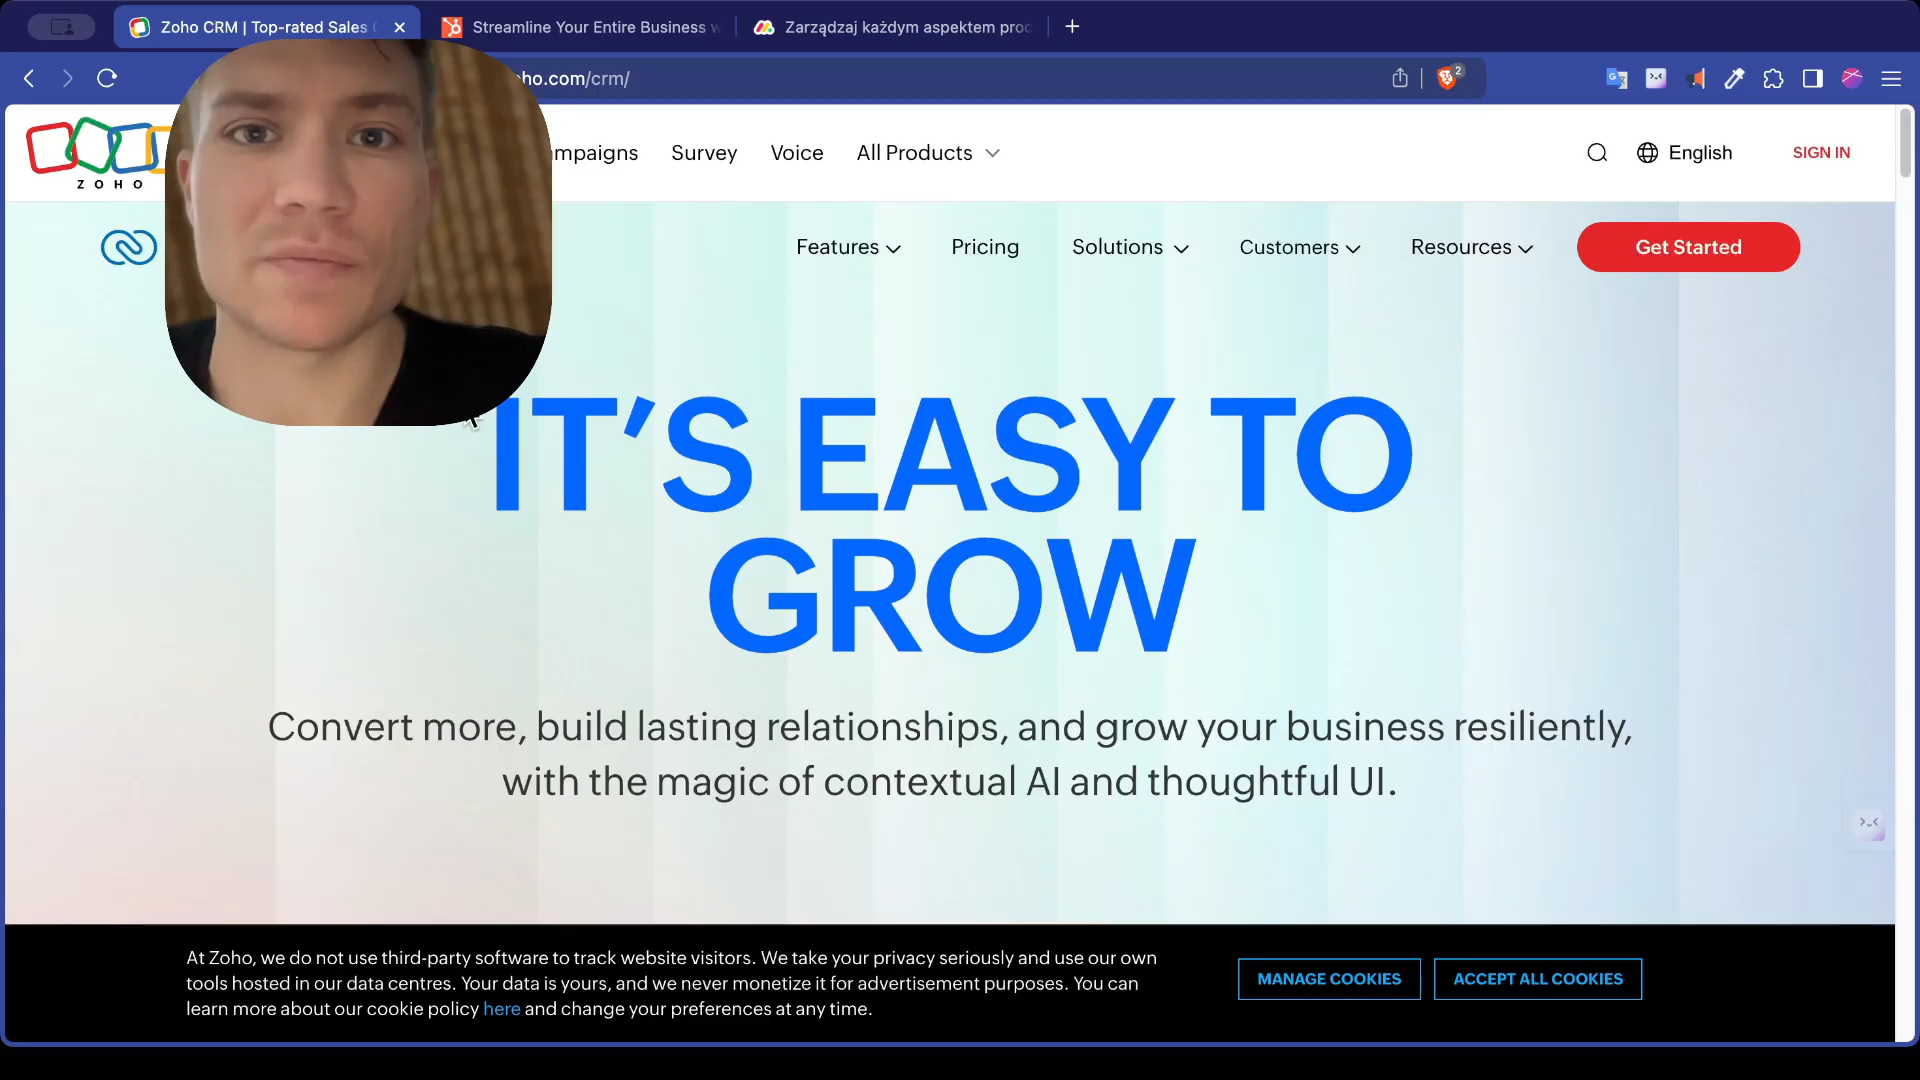 Zoho CRM | Top-rated Sales
Streamline Your Entire Business w
Zarządzaj każdym aspektem proc
ho.com/crm/
2
ZOHO
mpaigns
Survey
Voice
All Products
English
SIGN IN
Features
Pricing
Solutions
Customers
Resources
Get Started
IT’S EASY TO
GROW
Convert more, build lasting relationships, and grow your business resiliently,
with the magic of contextual AI and thoughtful UI.
At Zoho, we do not use third-party software to track website visitors. We take your privacy seriously and use our own
tools hosted in our data centres. Your data is yours, and we never monetize it for advertisement purposes. You can
learn more about our cookie policy here and change your preferences at any time.
MANAGE COOKIES
ACCEPT ALL COOKIES